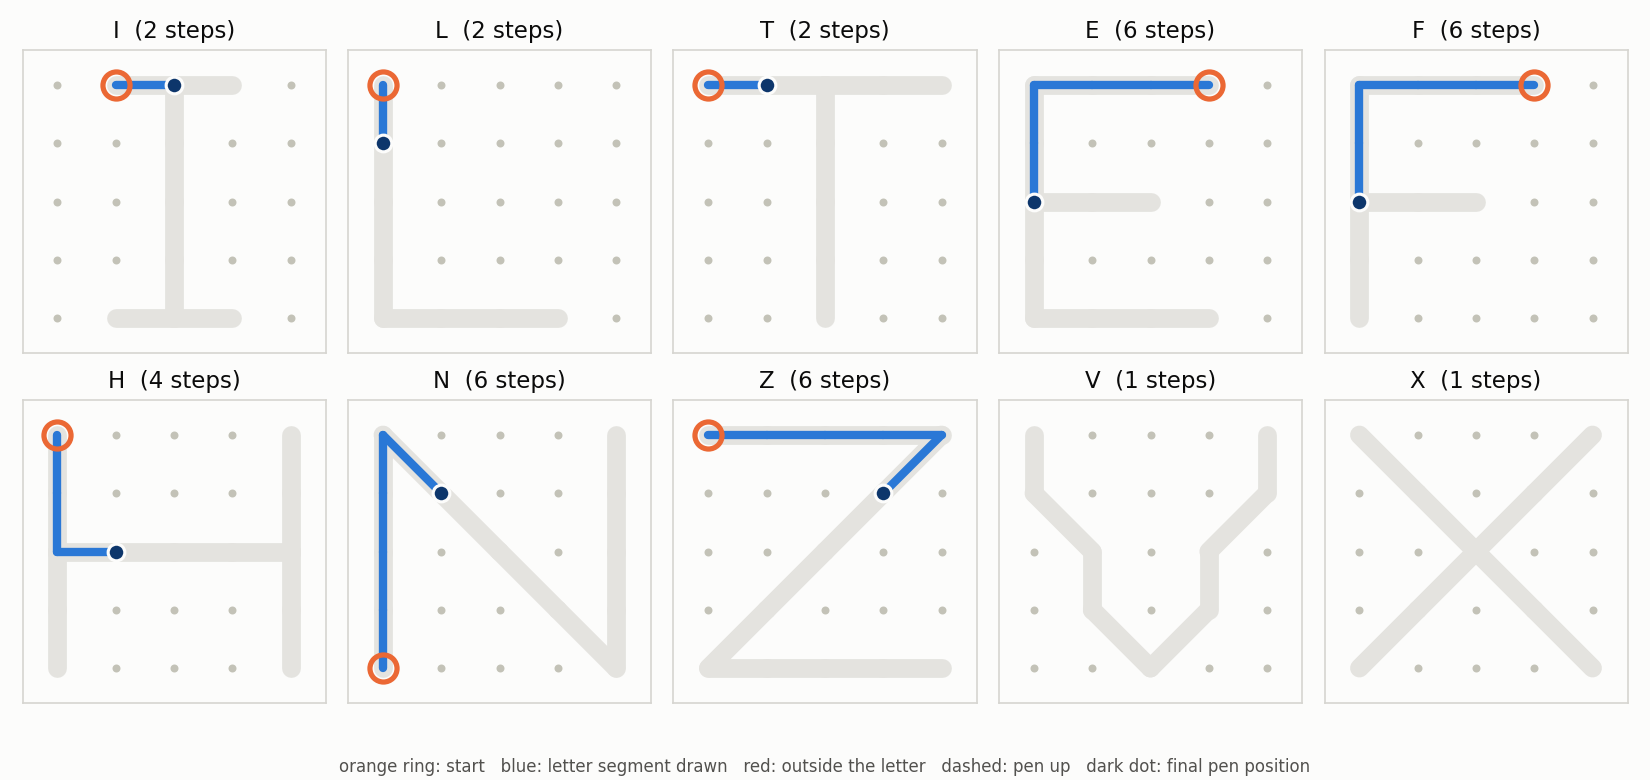 I (2 steps)
L (2 steps)
T (2 steps)
E (6 steps)
F (6 steps)
H (4 steps)
N (6 steps)
Z (6 steps)
V (1 steps)
X (1 steps)
orange ring: start blue: letter segment drawn red: outside the letter dashed: pen up dark dot: final pen position